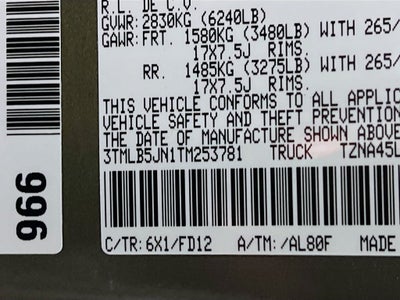 R.L. DE C.V.
GVWR: 2830KG (6240LB)
GAWR: FRT. 1580KG (3480LB) WITH 265/
17X7.5J RIMS.
RR. 1485KG (3275LB) WITH 265/
17X7.5J RIMS.
THIS VEHICLE CONFORMS TO ALL APPLI
VEHICLE SAFETY AND THEFT PREVENTION
THE DATE OF MANUFACTURE SHOWN ABOVE
3TMLB5JN1TM253781 TRUCK TZNA45L
C/TR: 6X1/FD12 A/TM: /AL80F MADE
966